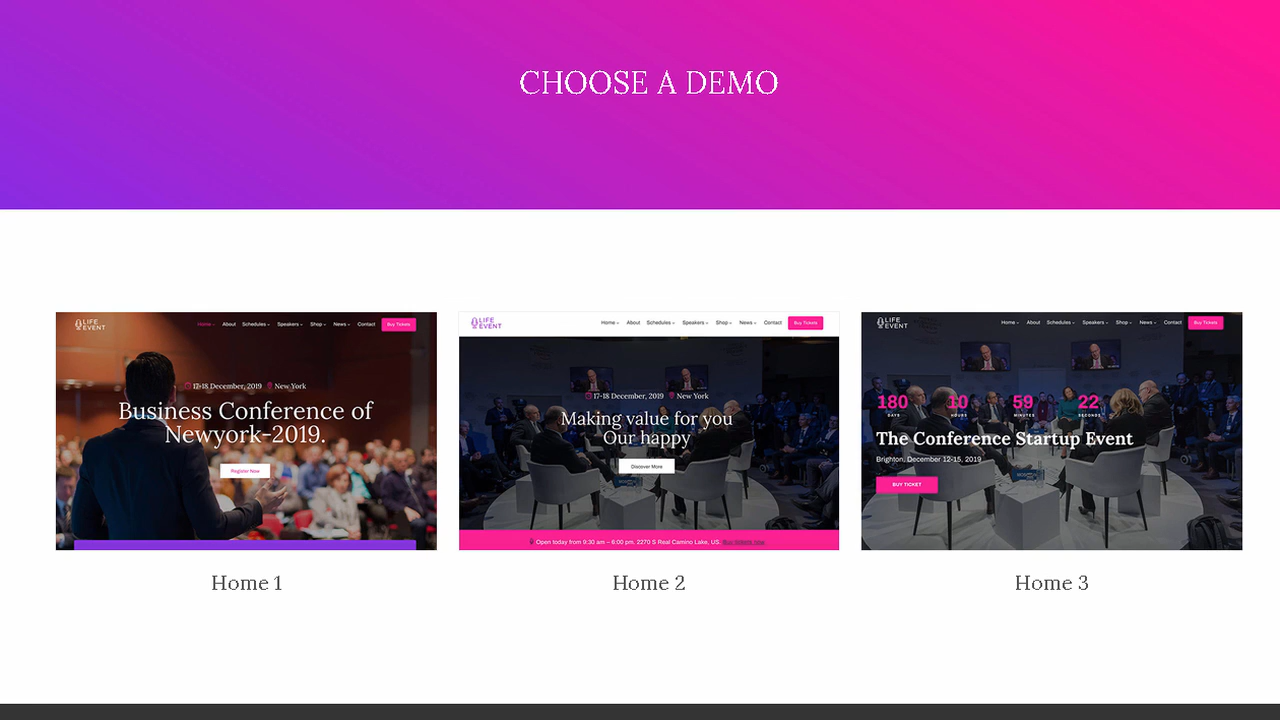 CHOOSE A DEMO
LIFE
EVENT
Home About Schedules Speakers Shop News Contact Buy Tickets
17-18 December, 2019 New York
Business Conference of
Newyork-2019.
Register Now
Home 1
LIFE
EVENT
Home About Schedules Speakers Shop News Contact Buy Tickets
17-18 December, 2019 New York
Making value for you
Our happy
Discover More
Open today from 9:30 am – 6:00 pm. 2270 S Real Camino Lake, US. Buy tickets now
Home 2
LIFE
EVENT
Home About Schedules Speakers Shop News Contact Buy Tickets
180 10 59 22
DAYS HOURS MINUTES SECONDS
The Conference Startup Event
Brighton, December 12-15, 2019
BUY TICKET
Home 3